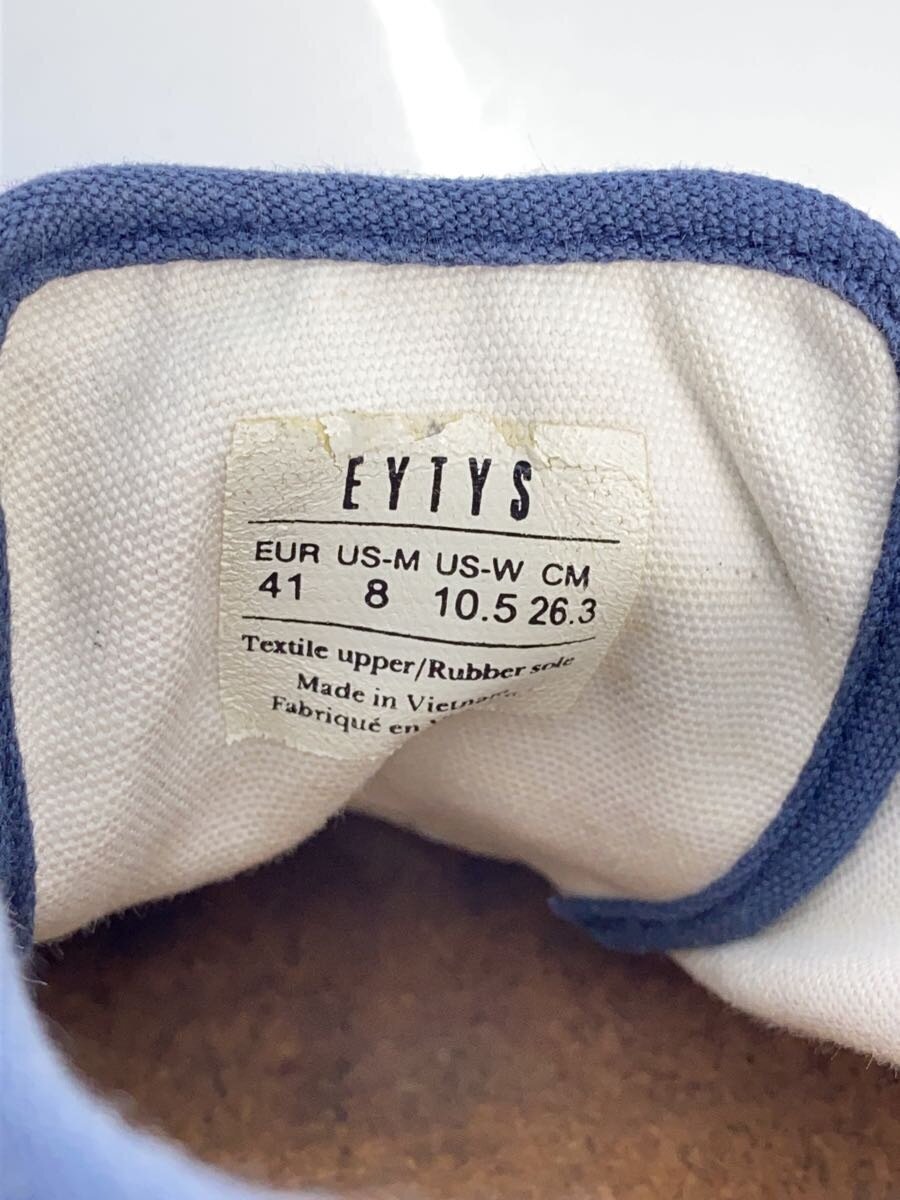 EYTYS
EUR US-M US-W CM
41 8 10.5 26.3
Textile upper/Rubber sole
Made in Vietnam
Fabriqué en